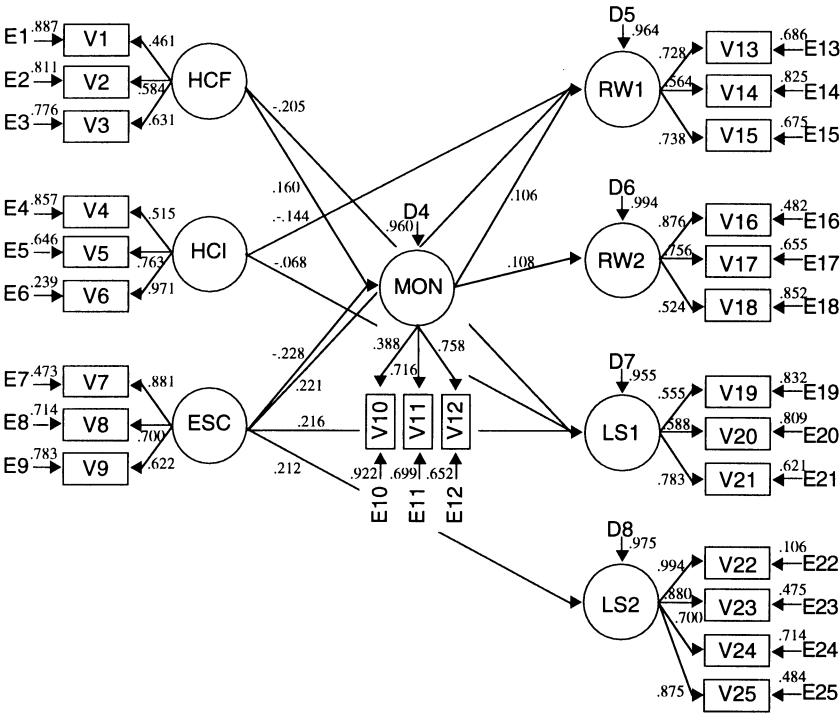 E1 .887 V1 .461
E2 .811 V2 .584
E3 .776 V3 .631
HCF
-.205
.160
E4 .857 V4 .515
E5 .646 V5 .763
E6 .239 V6 .971
HCI
-.144
-.068
E7 .473 V7 .881
E8 .714 V8 .700
E9 .783 V9 .622
ESC
-.228
.221
.216
.212
D4
.960
MON
.106
.108
.388 .716 .758
V10 V11 V12
.922 .699 .652
E10 E11 E12
D5
.964
RW1
.728 V13 .686 E13
.564 V14 .825 E14
.738 V15 .675 E15
D6
.994
RW2
.876 V16 .482 E16
.756 V17 .655 E17
.524 V18 .852 E18
D7
.955
LS1
.555 V19 .832 E19
.588 V20 .809 E20
.783 V21 .621 E21
D8
.975
LS2
.994 V22 .106 E22
.880 V23 .475 E23
.700 V24 .714 E24
.875 V25 .484 E25